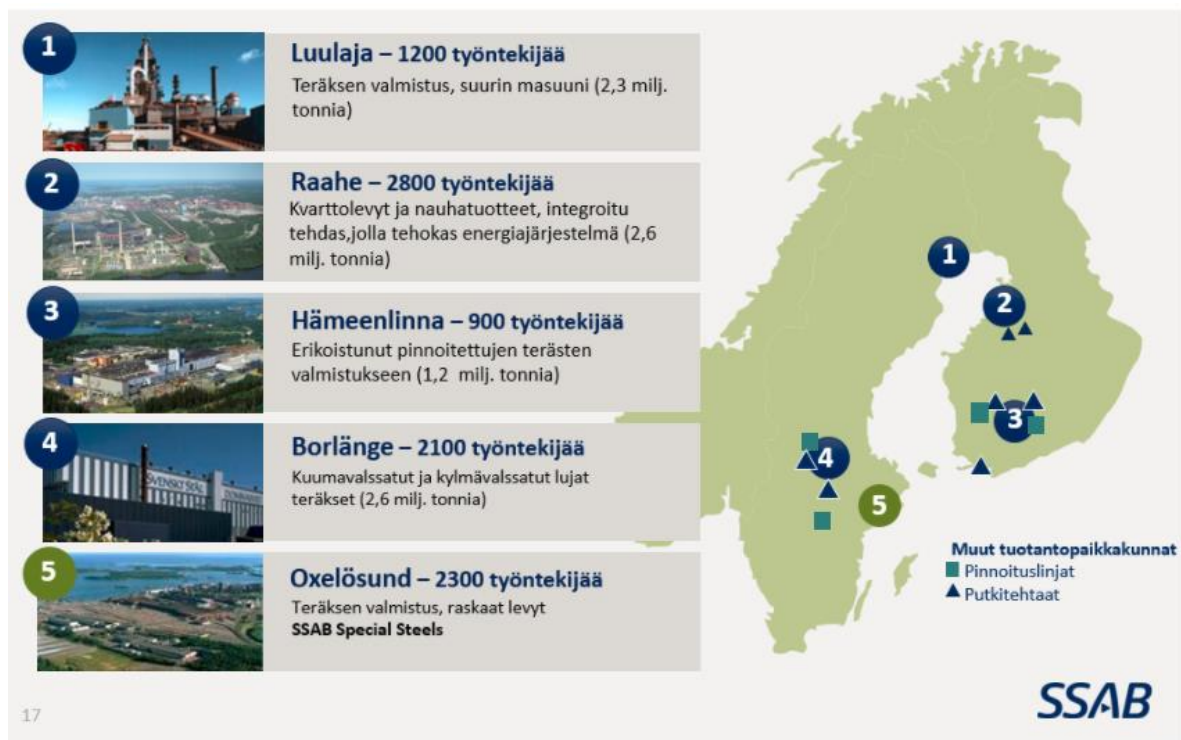 1
Luulaja – 1200 työntekijää
Teräksen valmistus, suurin masuuni (2,3 milj.
tonnia)
2
Raahe – 2800 työntekijää
Kvarttolevyt ja nauhatuotteet, integroitu
tehdas,jolla tehokas energiajärjestelmä (2,6
milj. tonnia)
3
Hämeenlinna – 900 työntekijää
Erikoistunut pinnoitettujen terästen
valmistukseen (1,2 milj. tonnia)
4
SVENSKT STÅL
Borlänge – 2100 työntekijää
Kuumavalssatut ja kylmävalssatut lujat
teräkset (2,6 milj. tonnia)
5
Oxelösund – 2300 työntekijää
Teräksen valmistus, raskaat levyt
SSAB Special Steels
1
2
3
4
5
Muut tuotantopaikkakunnat
Pinnoituslinjat
Putkitehtaat
17
SSAB